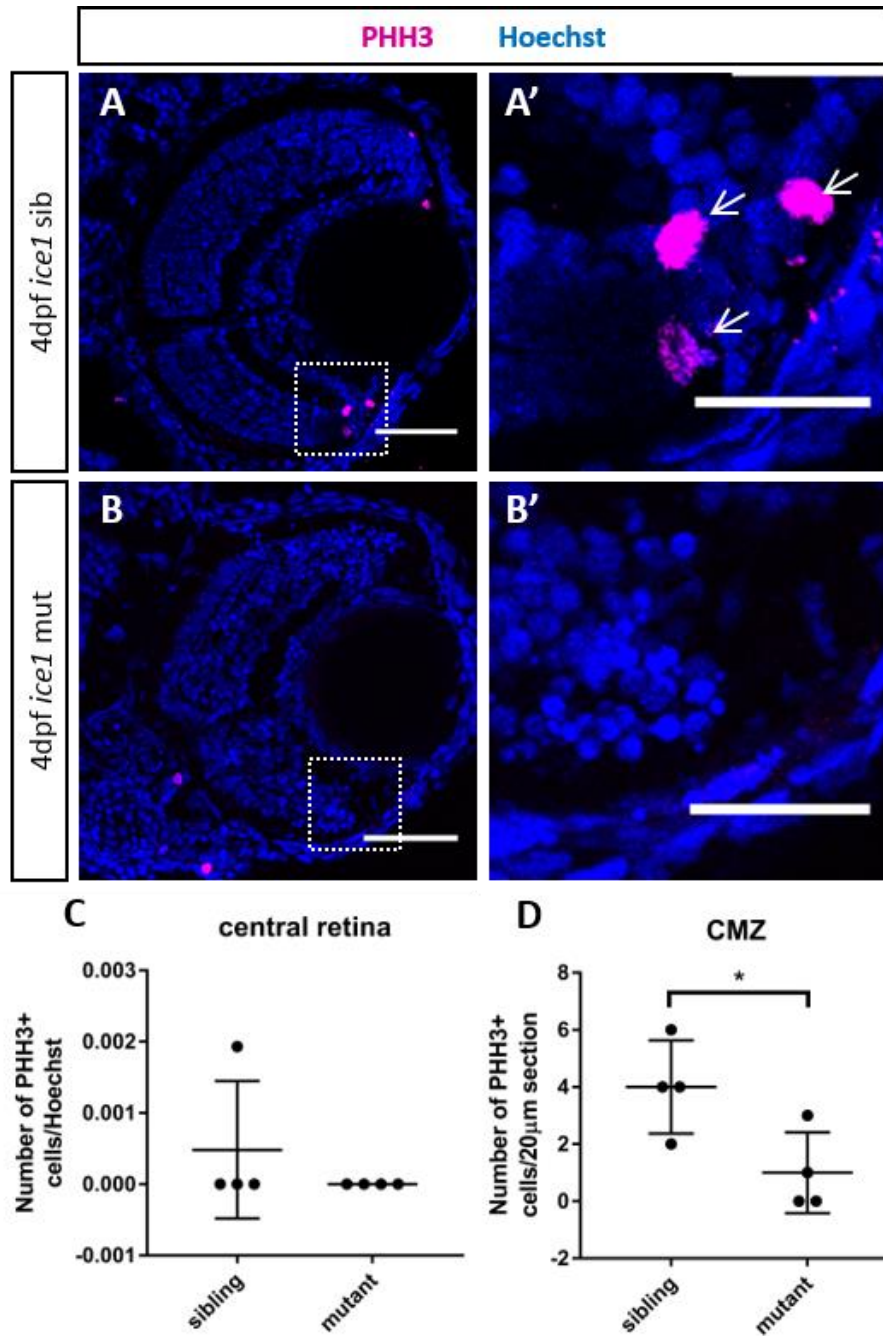 PHH3 Hoechst
4dpf ice1 sib
A
A’
4dpf ice1 mut
B
B’
C
central retina
Number of PHH3+
cells/Hoechst
0.003
0.002
0.001
0.000
-0.001
sibling
mutant
D
CMZ
Number of PHH3+
cells/20μm section
8
6
4
2
0
-2
*
sibling
mutant